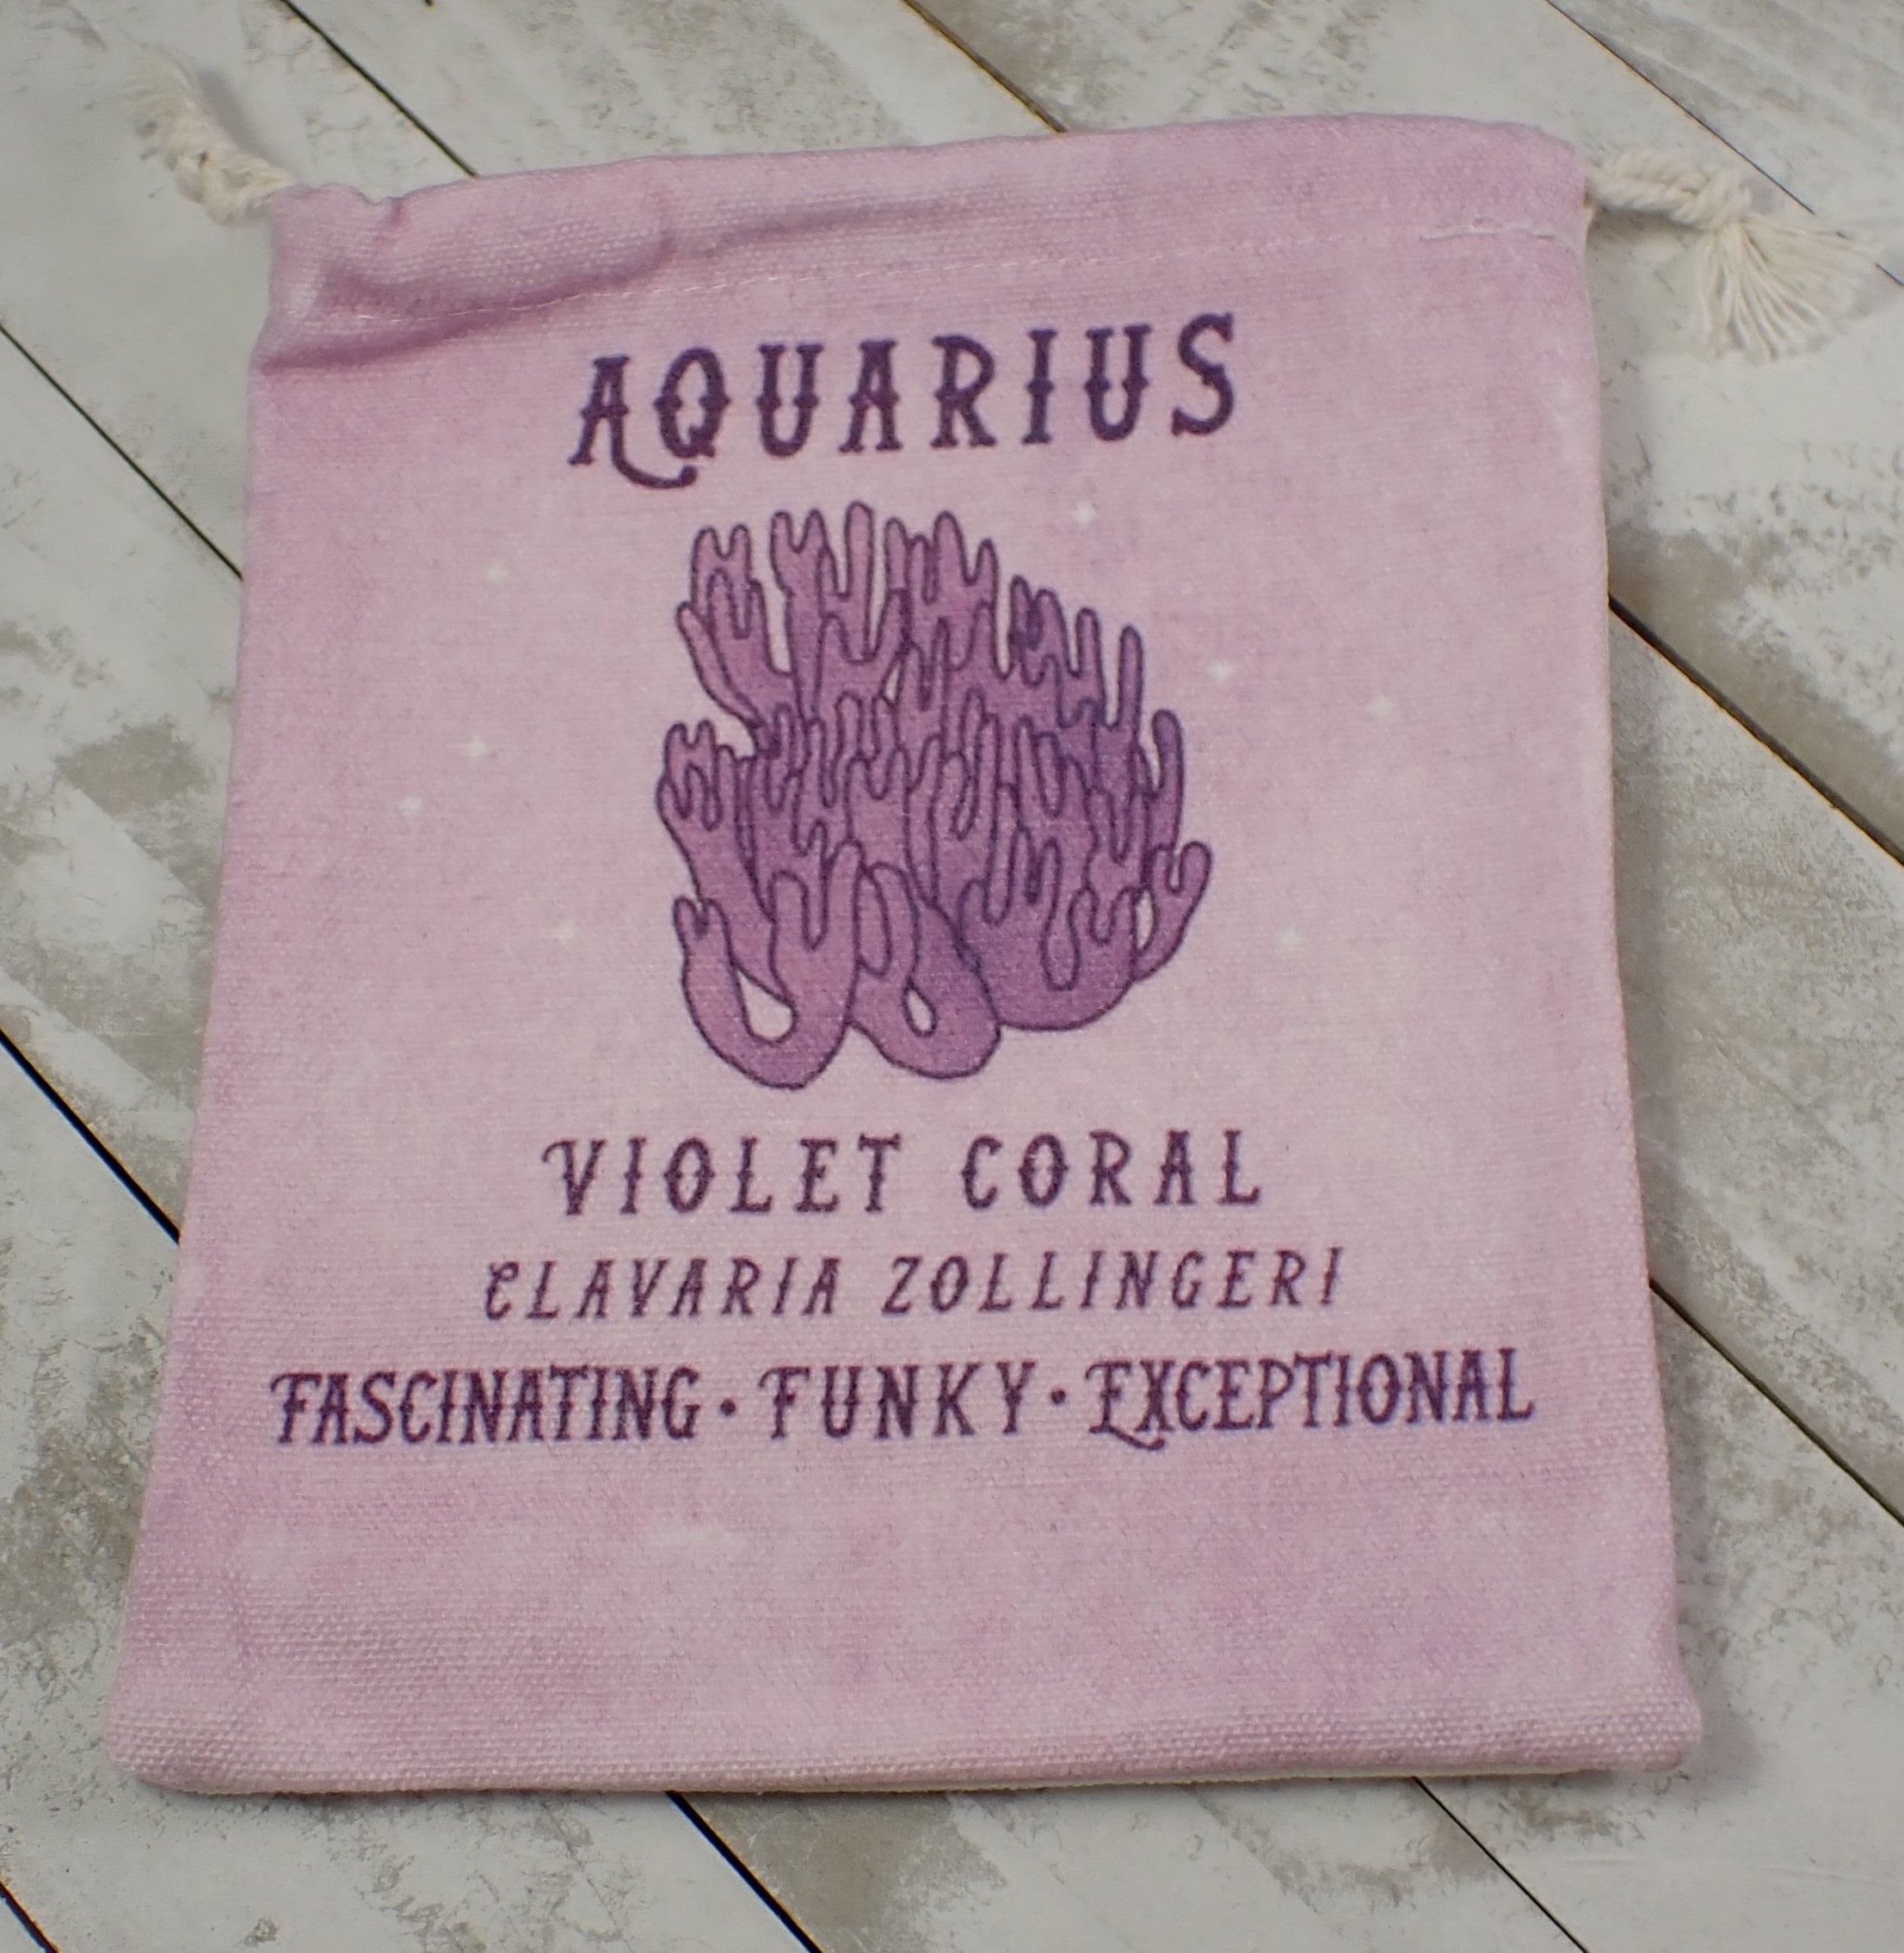 AQUARIUS
VIOLET CORAL
CLAVARIA ZOLLINGERI
FASCINATING • FUNKY • EXCEPTIONAL